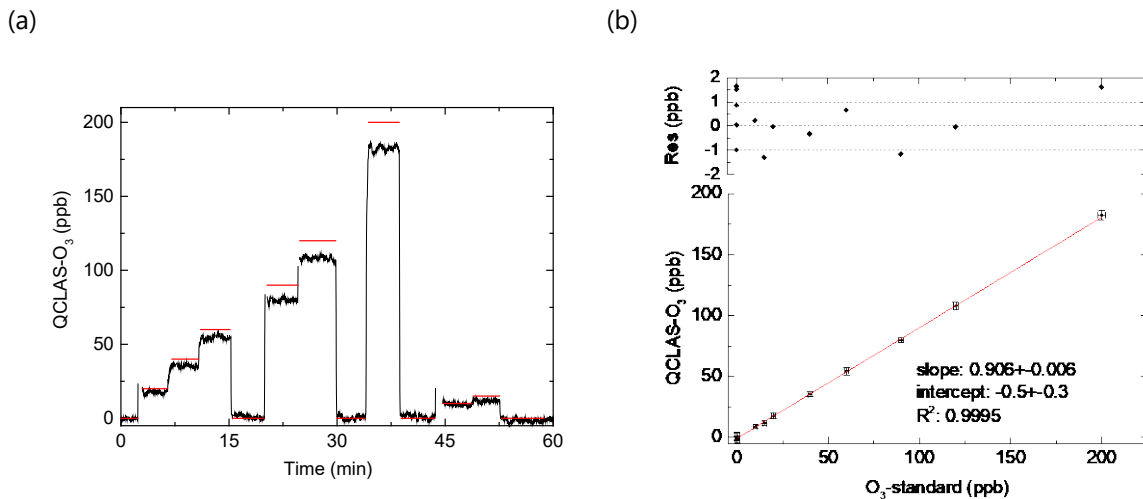 (a)
(b)
200
150
100
50
0
QCLAS-O₃ (ppb)
0
15
30
45
60
Time (min)
2
1
0
-1
-2
Res (ppb)
200
150
100
50
0
QCLAS-O₃ (ppb)
slope: 0.906+-0.006
intercept: -0.5+-0.3
R²: 0.9995
0
50
100
150
200
O₃-standard (ppb)